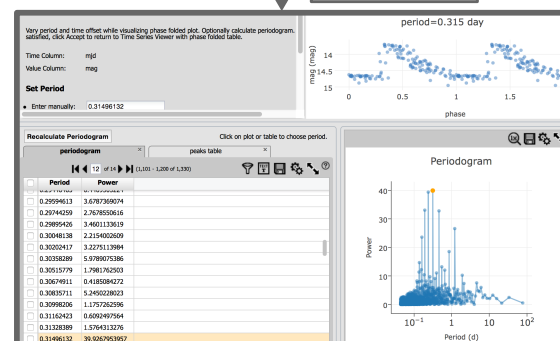 Vary period and time offset while visualizing phase folded plot. Optionally calculate periodogram.
satisfied, click Accept to return to Time Series Viewer with phase folded table.
Time Column: mjd
Value Column: mag
Set Period
Enter manually: 0.31496132
period=0.315 day
mag [mag]
14
14.5
15
0 0.5 1 1.5
phase
Recalculate Periodogram
Click on plot or table to choose period.
periodogram ×
peaks table ×
12 of 14 (1,101 - 1,200 of 1,330)
Period Power
0.29594613 3.6787369074
0.29744259 2.7678550616
0.29895426 3.4601133619
0.30048138 2.2154002609
0.30202417 3.2275113984
0.30358289 5.9789075386
0.30515779 1.7981762503
0.30674911 0.4185084272
0.30835711 5.2450228023
0.30998206 1.1757262596
0.31162423 0.6092497564
0.31328389 1.5764313276
0.31496132 39.9267953957
Periodogram
Power
40
30
20
10
0
10−1 1 10 102
Period (d)